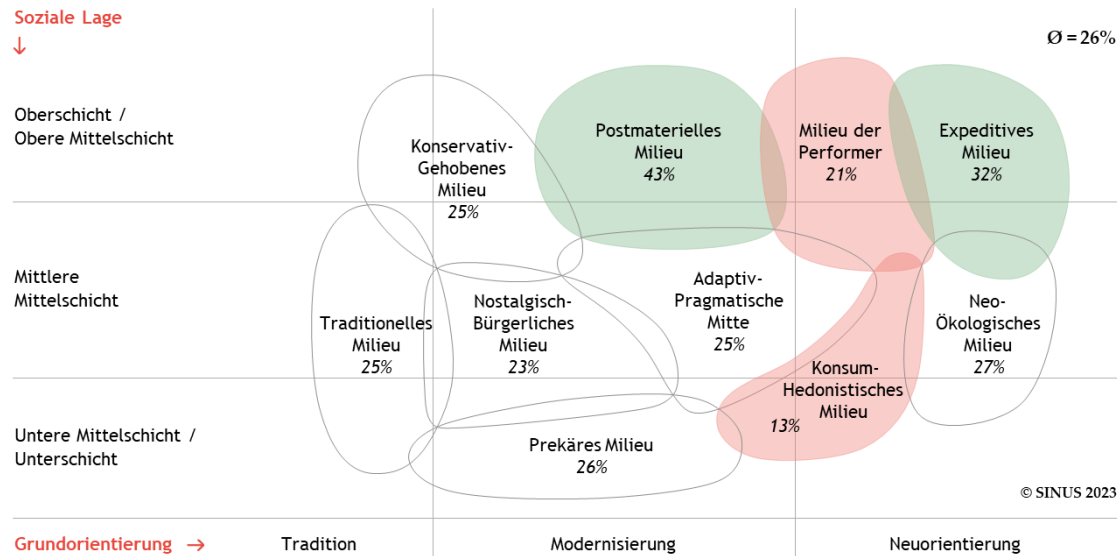 Soziale Lage
↓
Ø = 26%
Oberschicht /
Obere Mittelschicht
Konservativ-
Gehobenes
Milieu
25%
Postmaterielles
Milieu
43%
Milieu der
Performer
21%
Expeditives
Milieu
32%
Mittlere
Mittelschicht
Traditionelles
Milieu
25%
Nostalgisch-
Bürgerliches
Milieu
23%
Adaptiv-
Pragmatische
Mitte
25%
Konsum-
Hedonistisches
Milieu
13%
Neo-
Ökologisches
Milieu
27%
Untere Mittelschicht /
Unterschicht
Prekäres Milieu
26%
© SINUS 2023
Grundorientierung →
Tradition
Modernisierung
Neuorientierung